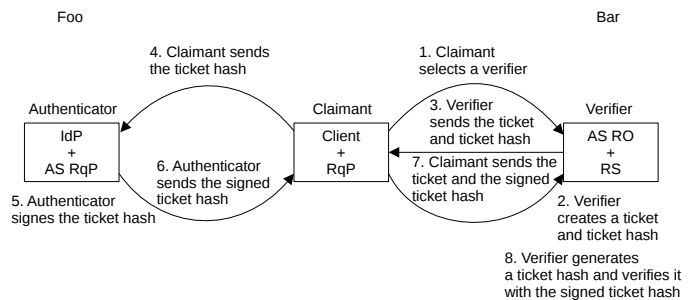 Foo
Bar
4. Claimant sends
the ticket hash
1. Claimant
selects a verifier
Authenticator
Claimant
Verifier
3. Verifier
sends the ticket
and ticket hash
IdP
+
AS RqP
Client
+
RqP
AS RO
+
RS
6. Authenticator
sends the signed
ticket hash
7. Claimant sends the
ticket and the signed
ticket hash
5. Authenticator
signes the ticket hash
2. Verifier
creates a ticket
and ticket hash
8. Verifier generates
a ticket hash and verifies it
with the signed ticket hash